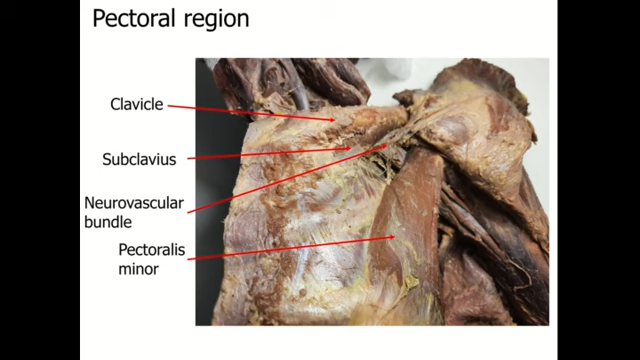 Pectoral region
Clavicle
Subclavius
Neurovascular
bundle
Pectoralis
minor